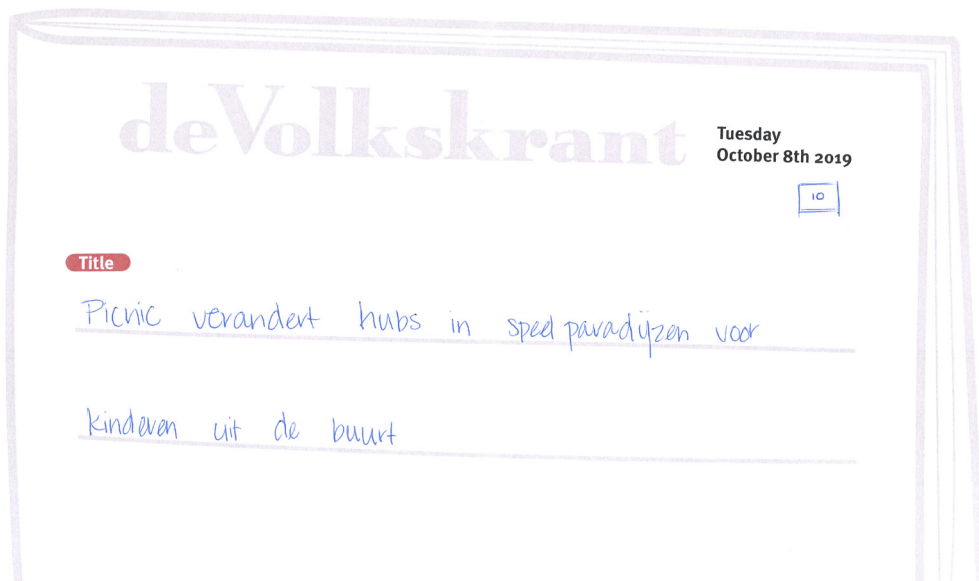 deVolkskrant
Tuesday
October 8th 2019
10
Title
Picnic verandert hubs in speelparadijzen voor
kinderen uit de buurt